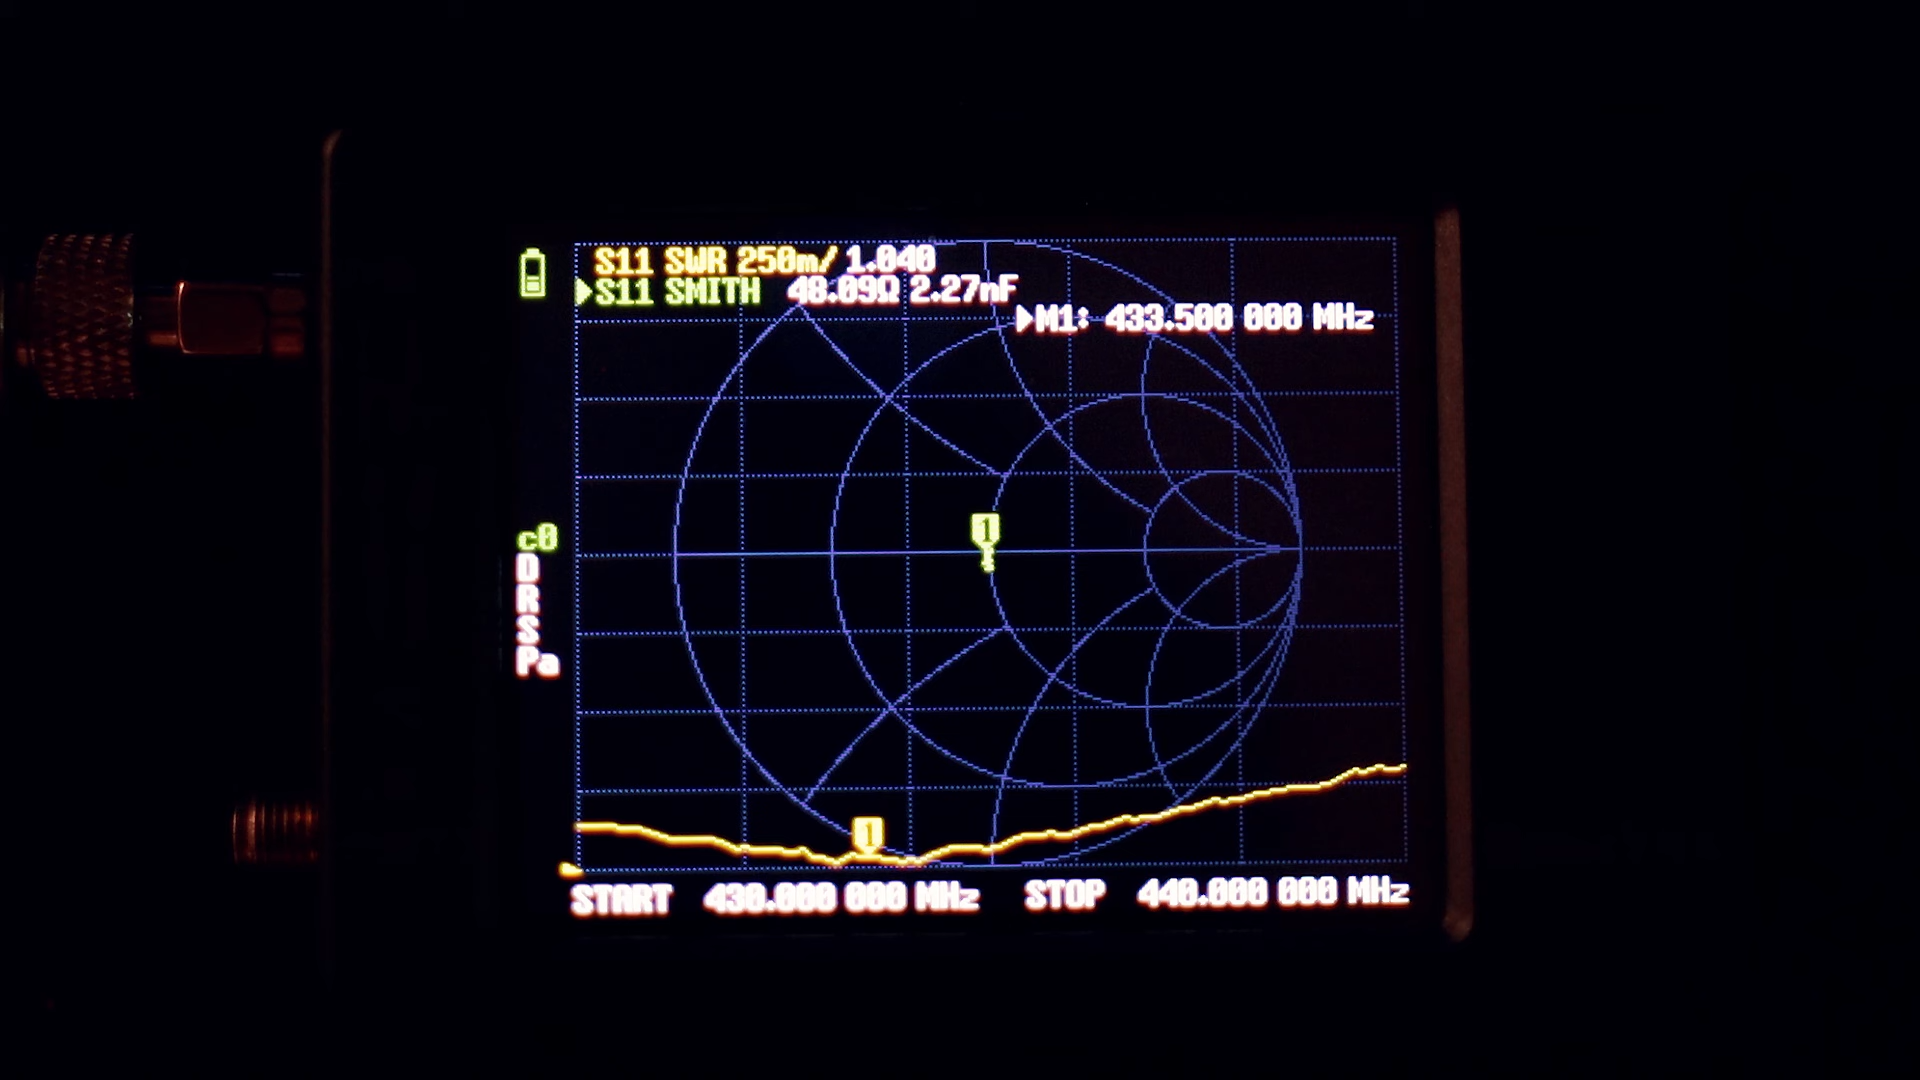 S11 SWR 250m/ 1.040
S11 SMITH 48.09Ω 2.27nF
M1: 433.500 000 MHz
1
c0
D
R
S
Pa
1
START 430.000 000 MHz STOP 440.000 000 MHz